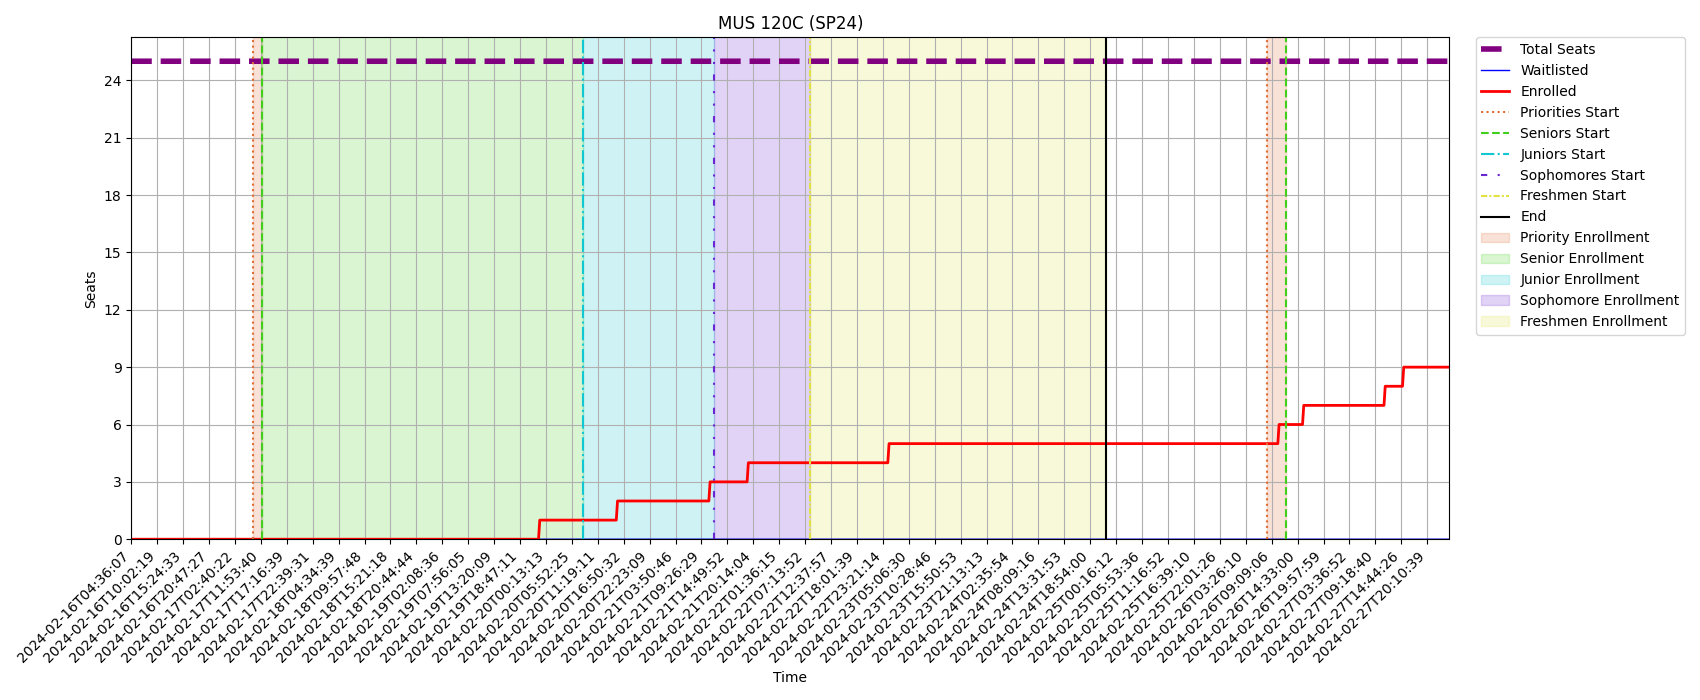 MUS 120C (SP24)
Seats
24
21
18
15
12
9
6
3
0
2024-02-16T04:36:07
2024-02-16T10:02:19
2024-02-16T15:24:33
2024-02-16T20:47:27
2024-02-17T02:40:22
2024-02-17T11:53:40
2024-02-17T17:16:39
2024-02-17T22:39:31
2024-02-18T04:34:39
2024-02-18T09:57:48
2024-02-18T15:21:18
2024-02-18T20:44:44
2024-02-19T02:08:36
2024-02-19T07:56:05
2024-02-19T13:20:09
2024-02-19T18:47:11
2024-02-20T00:13:13
2024-02-20T05:52:25
2024-02-20T11:19:11
2024-02-20T16:50:32
2024-02-20T22:23:09
2024-02-21T03:50:46
2024-02-21T09:26:29
2024-02-21T14:49:52
2024-02-21T20:14:04
2024-02-22T01:36:15
2024-02-22T07:13:52
2024-02-22T12:37:57
2024-02-22T18:01:39
2024-02-22T23:21:14
2024-02-23T05:06:30
2024-02-23T10:28:46
2024-02-23T15:50:53
2024-02-23T21:13:13
2024-02-24T02:35:54
2024-02-24T08:09:16
2024-02-24T13:31:53
2024-02-24T18:54:00
2024-02-25T00:16:12
2024-02-25T05:53:36
2024-02-25T11:16:52
2024-02-25T16:39:10
2024-02-25T22:01:26
2024-02-26T03:26:10
2024-02-26T09:09:06
2024-02-26T14:33:00
2024-02-26T19:57:59
2024-02-27T03:36:52
2024-02-27T09:18:40
2024-02-27T14:44:26
2024-02-27T20:10:39
Time
Total Seats
Waitlisted
Enrolled
Priorities Start
Seniors Start
Juniors Start
Sophomores Start
Freshmen Start
End
Priority Enrollment
Senior Enrollment
Junior Enrollment
Sophomore Enrollment
Freshmen Enrollment